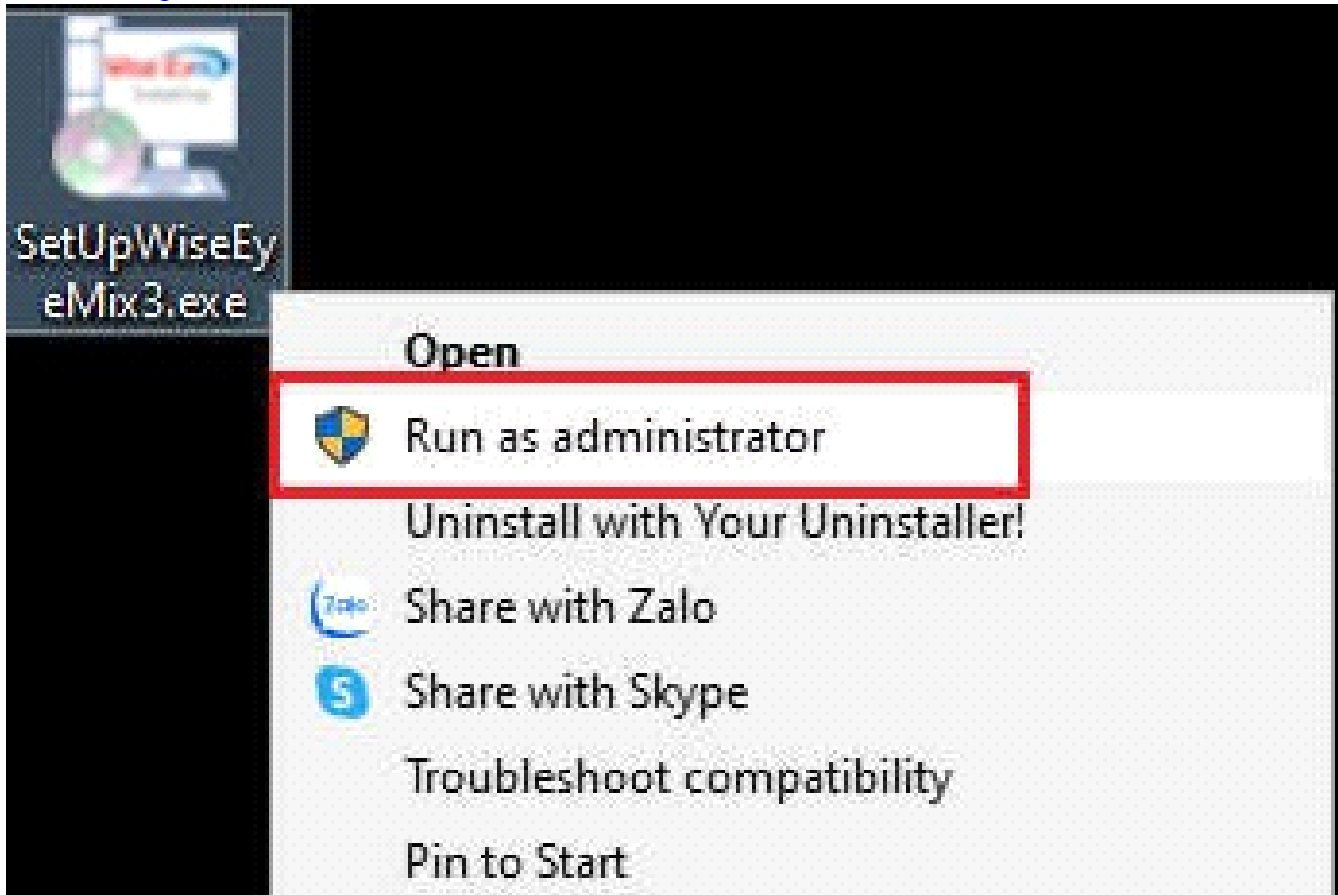 SetUpWiseEy
eMix3.exe
Open
Run as administrator
Uninstall with Your Uninstaller!
Zalo
Share with Zalo
S
Share with Skype
Troubleshoot compatibility
Pin to Start